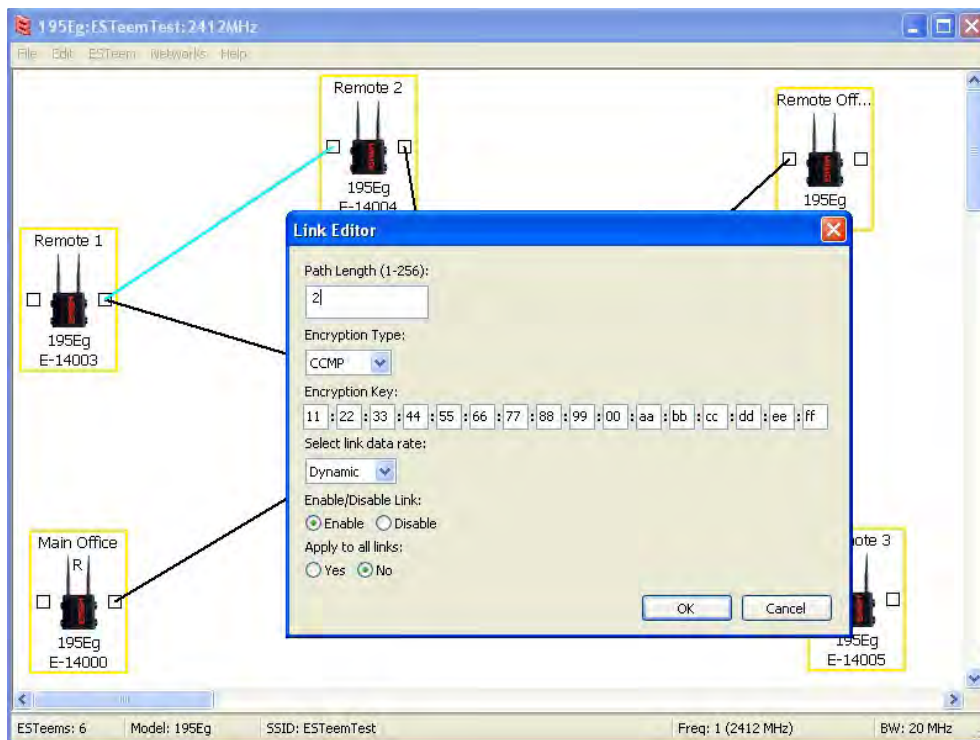 195Eg:ESTeemTest:2412MHz
File Edit ESTeem Networks Help
Remote 2
195Eg
E-14004
Remote Off...
195Eg
Remote 1
195Eg
E-14003
Link Editor
Path Length (1-256):
2
Encryption Type:
CCMP
Encryption Key:
11 : 22 : 33 : 44 : 55 : 66 : 77 : 88 : 99 : 00 : aa : bb : cc : dd : ee : ff
Select link data rate:
Dynamic
Enable/Disable Link:
Enable Disable
Apply to all links:
Yes No
OK Cancel
Main Office
R
195Eg
E-14000
ote 3
195Eg
E-14005
ESTeems: 6 Model: 195Eg SSID: ESTeemTest Freq: 1 (2412 MHz) BW: 20 MHz